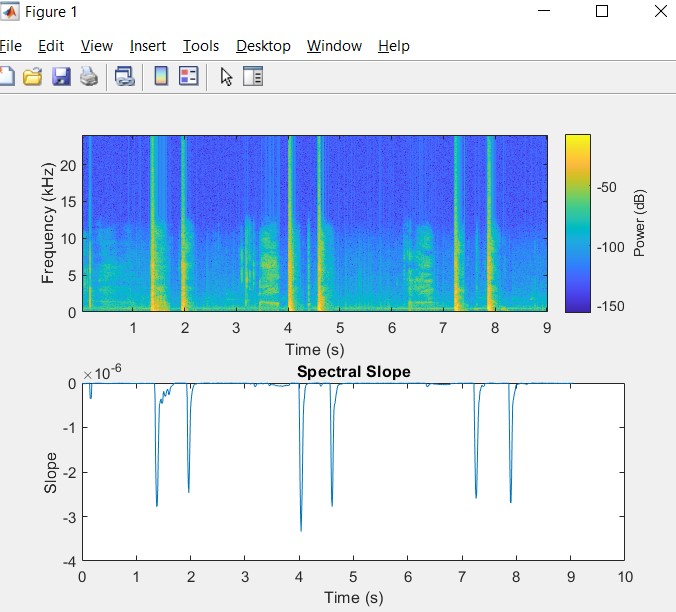 Figure 1
File Edit View Insert Tools Desktop Window Help
20
15
10
5
0
Frequency (kHz)
1 2 3 4 5 6 7 8 9
Time (s)
-50
-100
-150
Power (dB)
×10^-6
Spectral Slope
0
-1
-2
-3
-4
Slope
0 1 2 3 4 5 6 7 8 9 10
Time (s)